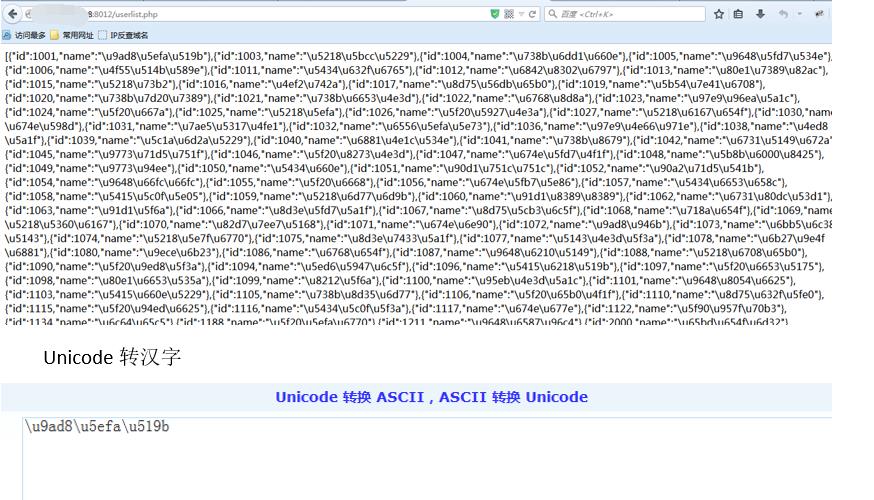 8:8012/userlist.php
百度 <Ctrl+K>
访问最多 常用网址 IP反查域名
[{"id":1001,"name":"\u9ad8\u5efa\u519b"},{"id":1003,"name":"\u5218\u5bcc\u5229"},{"id":1004,"name":"\u738b\u6dd1\u660e"},{"id":1005,"name":"\u9648\u5fd7\u534e"},
{"id":1006,"name":"\u4f55\u514b\u589e"},{"id":1011,"name":"\u5434\u632f\u6765"},{"id":1012,"name":"\u6842\u8302\u6797"},{"id":1013,"name":"\u80e1\u7389\u82ac"},
{"id":1015,"name":"\u5218\u73b2"},{"id":1016,"name":"\u4ef2\u742a"},{"id":1017,"name":"\u8d75\u56db\u65b0"},{"id":1019,"name":"\u5b54\u7e41\u6708"},
{"id":1020,"name":"\u738b\u7d20\u7389"},{"id":1021,"name":"\u738b\u6653\u4e3d"},{"id":1022,"name":"\u6768\u8d8a"},{"id":1023,"name":"\u97e9\u96ea\u5a1c"},
{"id":1024,"name":"\u5f20\u667a"},{"id":1025,"name":"\u5218\u5efa"},{"id":1026,"name":"\u5f20\u5927\u4e3a"},{"id":1027,"name":"\u5218\u6167\u654f"},{"id":1030,"name":
\u674e\u598d"},{"id":1031,"name":"\u7ae5\u5317\u4fe1"},{"id":1032,"name":"\u6556\u5efa\u5e73"},{"id":1036,"name":"\u97e9\u4e66\u971e"},{"id":1038,"name":"\u4ed8
\u5a1f"},{"id":1039,"name":"\u5c1a\u6d2a\u5229"},{"id":1040,"name":"\u6881\u4e1c\u534e"},{"id":1041,"name":"\u738b\u8679"},{"id":1042,"name":"\u6731\u5149\u672a"
{"id":1045,"name":"\u9773\u71d5\u751f"},{"id":1046,"name":"\u5f20\u8273\u4e3d"},{"id":1047,"name":"\u674e\u5fd7\u4f1f"},{"id":1048,"name":"\u5b8b\u6000\u8425"},
{"id":1049,"name":"\u9773\u94ee"},{"id":1050,"name":"\u5434\u660e"},{"id":1051,"name":"\u90d1\u751c\u751c"},{"id":1052,"name":"\u90a2\u71d5\u541b"},
{"id":1054,"name":"\u9648\u66fc\u66fc"},{"id":1055,"name":"\u5f20\u6668"},{"id":1056,"name":"\u674e\u5fb7\u5e86"},{"id":1057,"name":"\u5434\u6653\u658c"},
{"id":1058,"name":"\u5415\u5c0f\u5e05"},{"id":1059,"name":"\u5218\u6d77\u6d9b"},{"id":1060,"name":"\u91d1\u8389\u8389"},{"id":1062,"name":"\u6731\u80dc\u53d1"},
{"id":1063,"name":"\u91d1\u5f6a"},{"id":1066,"name":"\u8d3e\u5fd7\u5a1f"},{"id":1067,"name":"\u8d75\u5cb3\u6c5f"},{"id":1068,"name":"\u718a\u654f"},{"id":1069,"name":
\u5218\u5360\u6167"},{"id":1070,"name":"\u82d7\u7ee7\u5168"},{"id":1071,"name":"\u674e\u6e90"},{"id":1072,"name":"\u9ad8\u946b"},{"id":1073,"name":"\u6bb5\u6c38
\u5143"},{"id":1074,"name":"\u5218\u5e7f\u6770"},{"id":1075,"name":"\u8d3e\u7433\u5a1f"},{"id":1077,"name":"\u5143\u4e3d\u5f3a"},{"id":1078,"name":"\u6b27\u9e4f
\u6881"},{"id":1080,"name":"\u9ece\u6b23"},{"id":1086,"name":"\u6768\u654f"},{"id":1087,"name":"\u9648\u6210\u5149"},{"id":1088,"name":"\u5218\u6708\u65b0"},
{"id":1090,"name":"\u5f20\u9ed8\u5f3a"},{"id":1094,"name":"\u5ed6\u5947\u6c5f"},{"id":1096,"name":"\u5415\u6218\u519b"},{"id":1097,"name":"\u5f20\u6653\u5175"},
{"id":1098,"name":"\u80e1\u6653\u535a"},{"id":1099,"name":"\u8212\u5f6a"},{"id":1100,"name":"\u95eb\u4e3d\u5a1c"},{"id":1101,"name":"\u9648\u8054\u6625"},
{"id":1103,"name":"\u5415\u660e\u5229"},{"id":1105,"name":"\u738b\u8d35\u6d77"},{"id":1106,"name":"\u5f20\u65b0\u4f1f"},{"id":1110,"name":"\u8d75\u632f\u5fe0"},
{"id":1115,"name":"\u5f20\u94ed\u6625"},{"id":1116,"name":"\u5434\u5c0f\u5f3a"},{"id":1117,"name":"\u674e\u677e"},{"id":1122,"name":"\u5f90\u957f\u70b3"},
{"id":1134,"name":"\u6c64\u65c5"},{"id":1188,"name":"\u5f20\u5efa\u6770"},{"id":1211,"name":"\u9648\u6587\u96c4"},{"id":2000,"name":"\u65bd\u654f\u6d32"}
Unicode 转汉字
Unicode 转换 ASCII , ASCII 转换 Unicode
\u9ad8\u5efa\u519b